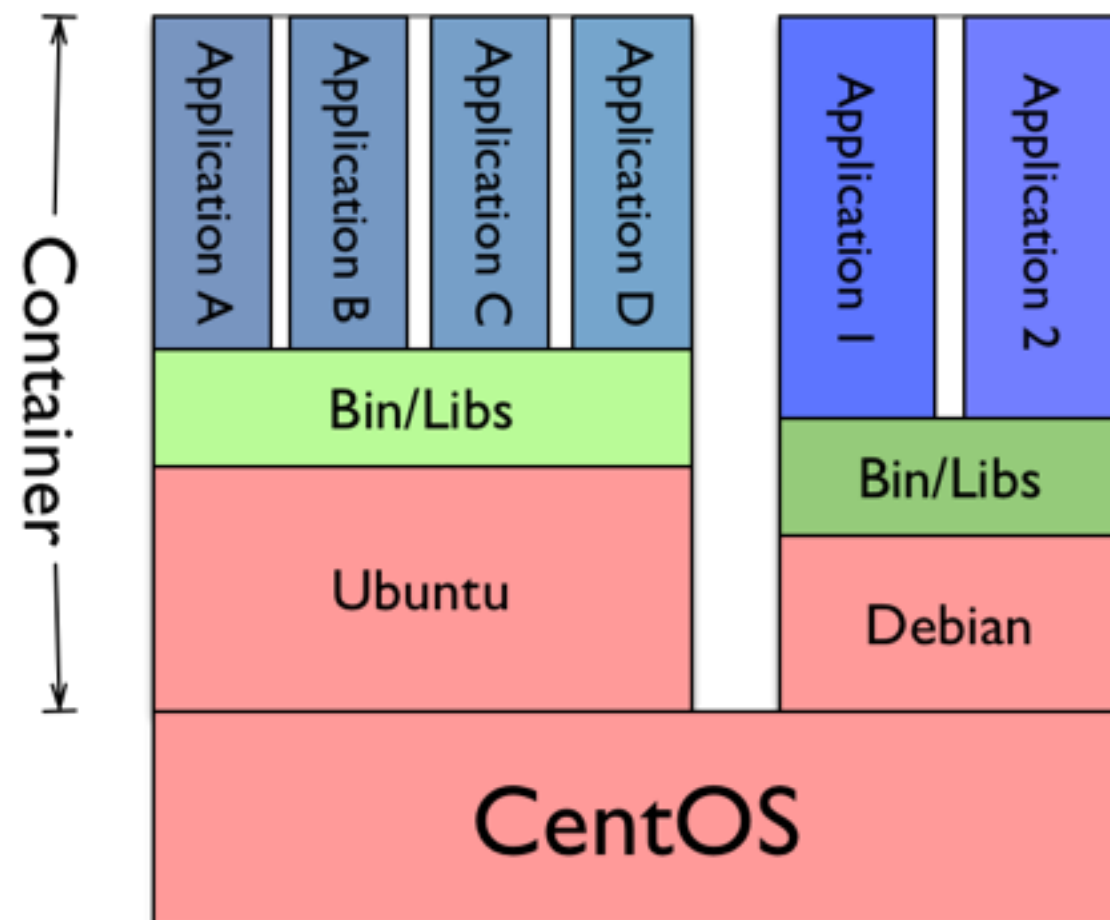 Container
Application A
Application B
Application C
Application D
Application 1
Application 2
Bin/Libs
Bin/Libs
Ubuntu
Debian
CentOS